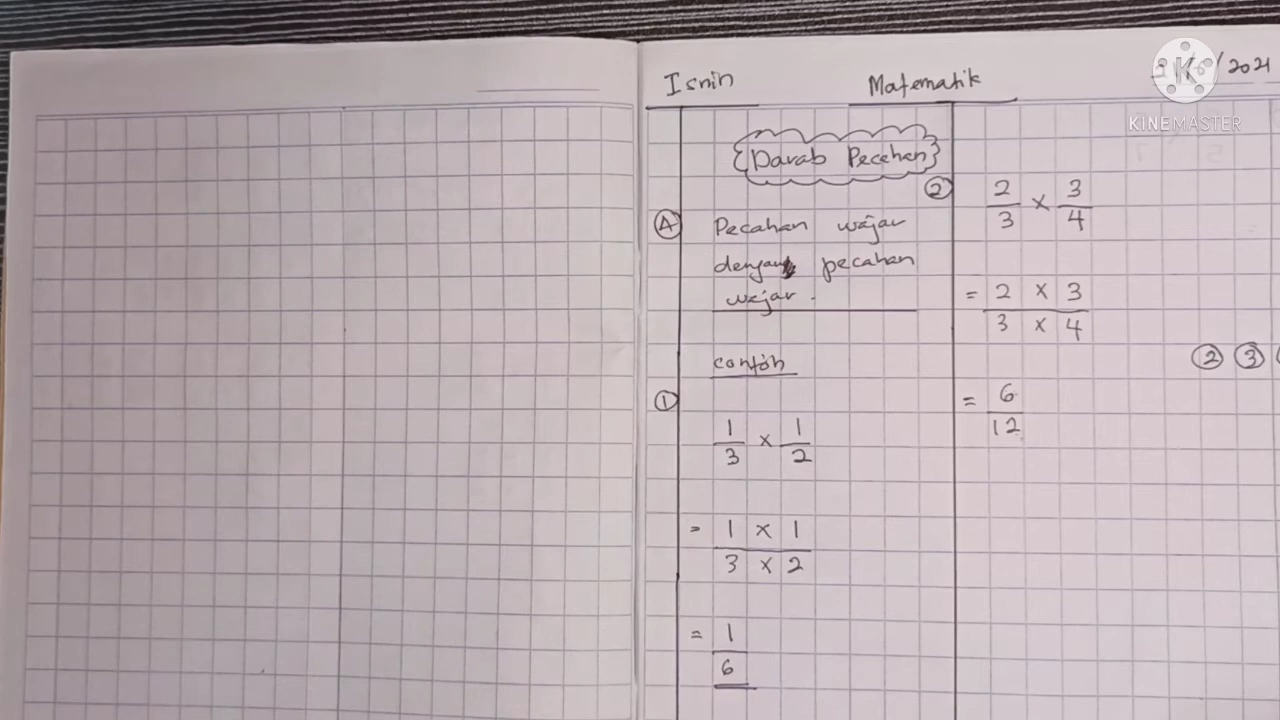 Isnin Matematik /2021
KINEMASTER
Darab Pecahan
A Pecahan wajar
dengan pecahan
wajar.
contoh
1
1/3 x 1/2
= 1 x 1 / 3 x 2
= 1/6
2
2/3 x 3/4
= 2 x 3 / 3 x 4
= 6/12
2 3